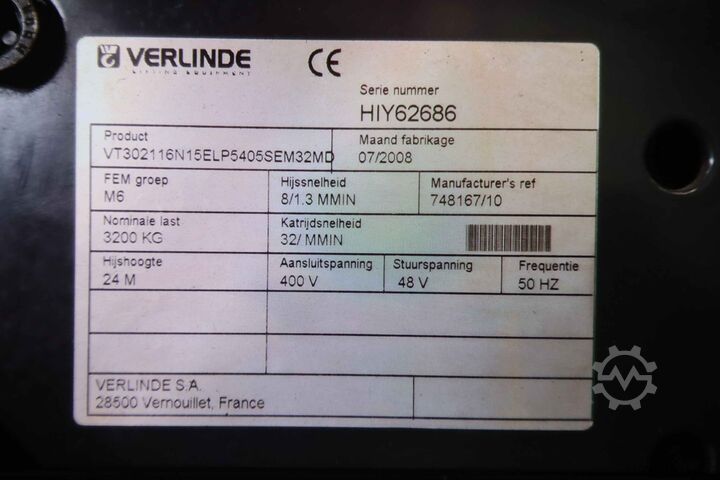 VERLINDE
LIFTING EQUIPMENT
CE
Serie nummer
HIY62686
Product
VT302116N15ELP5405SEM32MD
Maand fabrikage
07/2008
FEM groep
M6
Hijssnelheid
8/1.3 MMIN
Manufacturer's ref
748167/10
Nominale last
3200 KG
Katrijdsnelheid
32/ MMIN
Hijshoogte
24 M
Aansluitspanning
400 V
Stuurspanning
48 V
Frequentie
50 HZ
VERLINDE S.A.
28500 Vernouillet, France